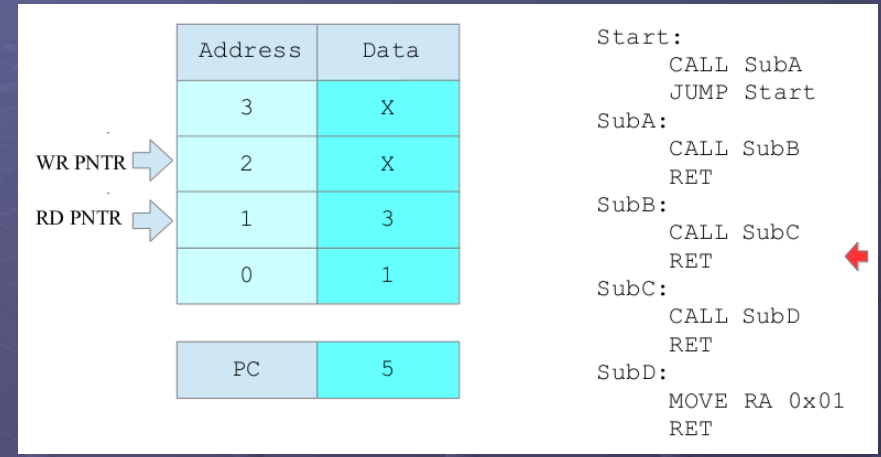 Address Data
3 X
WR PNTR 2 X
RD PNTR 1 3
0 1
PC 5
Start:
CALL SubA
JUMP Start
SubA:
CALL SubB
RET
SubB:
CALL SubC
RET
SubC:
CALL SubD
RET
SubD:
MOVE RA 0x01
RET